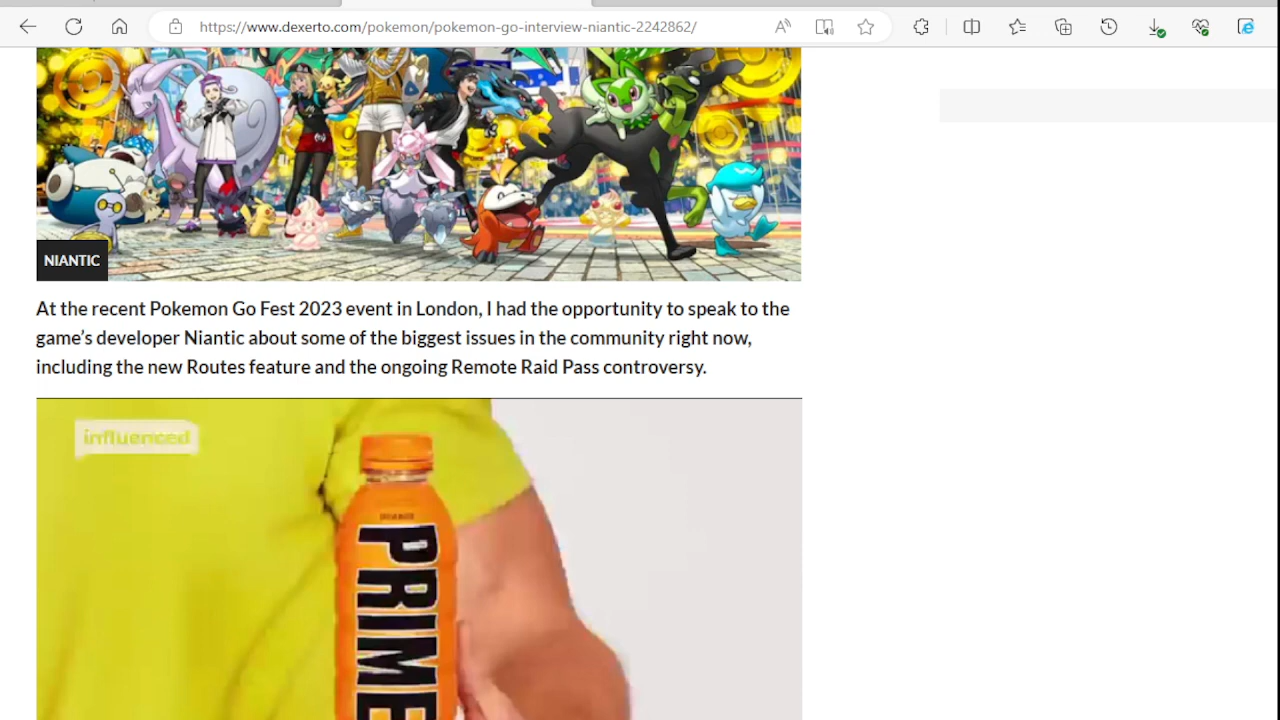 https://www.dexerto.com/pokemon/pokemon-go-interview-niantic-2242862/
NIANTIC
At the recent Pokemon Go Fest 2023 event in London, I had the opportunity to speak to the
game’s developer Niantic about some of the biggest issues in the community right now,
including the new Routes feature and the ongoing Remote Raid Pass controversy.
influenced
PRIME